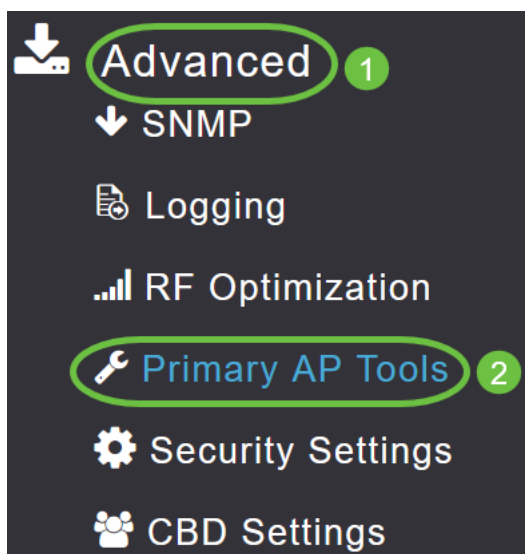 Advanced 1
SNMP
Logging
RF Optimization
Primary AP Tools 2
Security Settings
CBD Settings